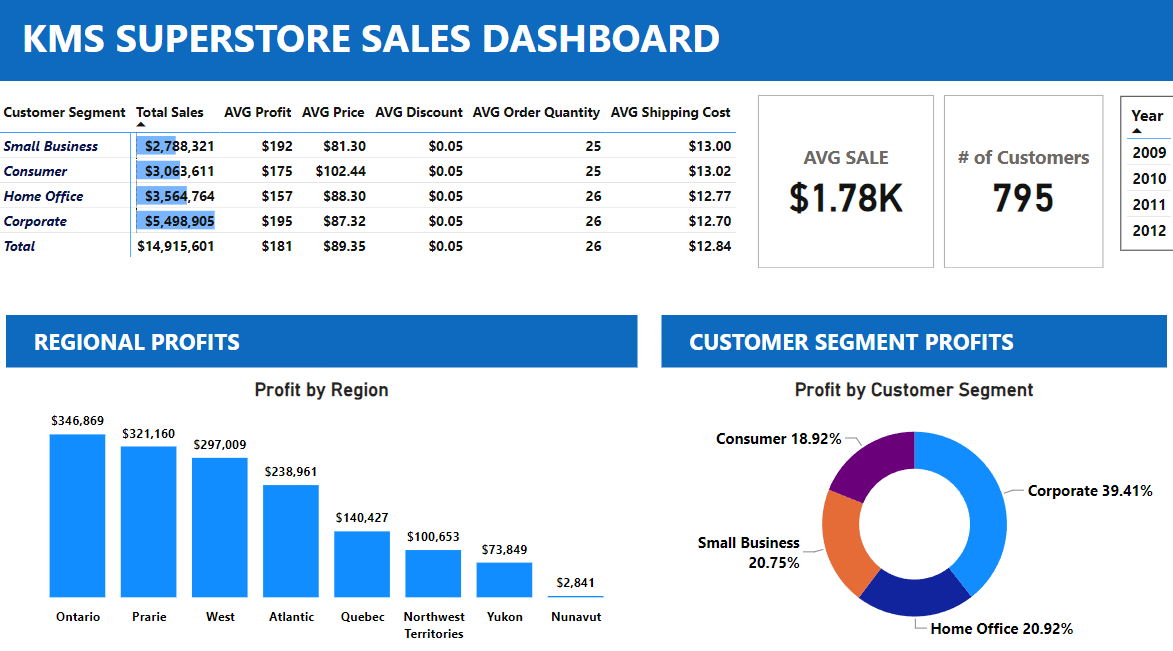 KMS SUPERSTORE SALES DASHBOARD
Customer Segment Total Sales AVG Profit AVG Price AVG Discount AVG Order Quantity AVG Shipping Cost
Small Business $2,788,321 $192 $81.30 $0.05 25 $13.00
Consumer $3,063,611 $175 $102.44 $0.05 25 $13.02
Home Office $3,564,764 $157 $88.30 $0.05 26 $12.77
Corporate $5,498,905 $195 $87.32 $0.05 26 $12.70
Total $14,915,601 $181 $89.35 $0.05 26 $12.84
AVG SALE
$1.78K
# of Customers
795
Year
2009
2010
2011
2012
REGIONAL PROFITS
Profit by Region
$346,869
$321,160
$297,009
$238,961
$140,427
$100,653
$73,849
$2,841
Ontario Prarie West Atlantic Quebec Northwest Yukon Nunavut
Territories
CUSTOMER SEGMENT PROFITS
Profit by Customer Segment
Consumer 18.92%
Corporate 39.41%
Small Business
20.75%
Home Office 20.92%